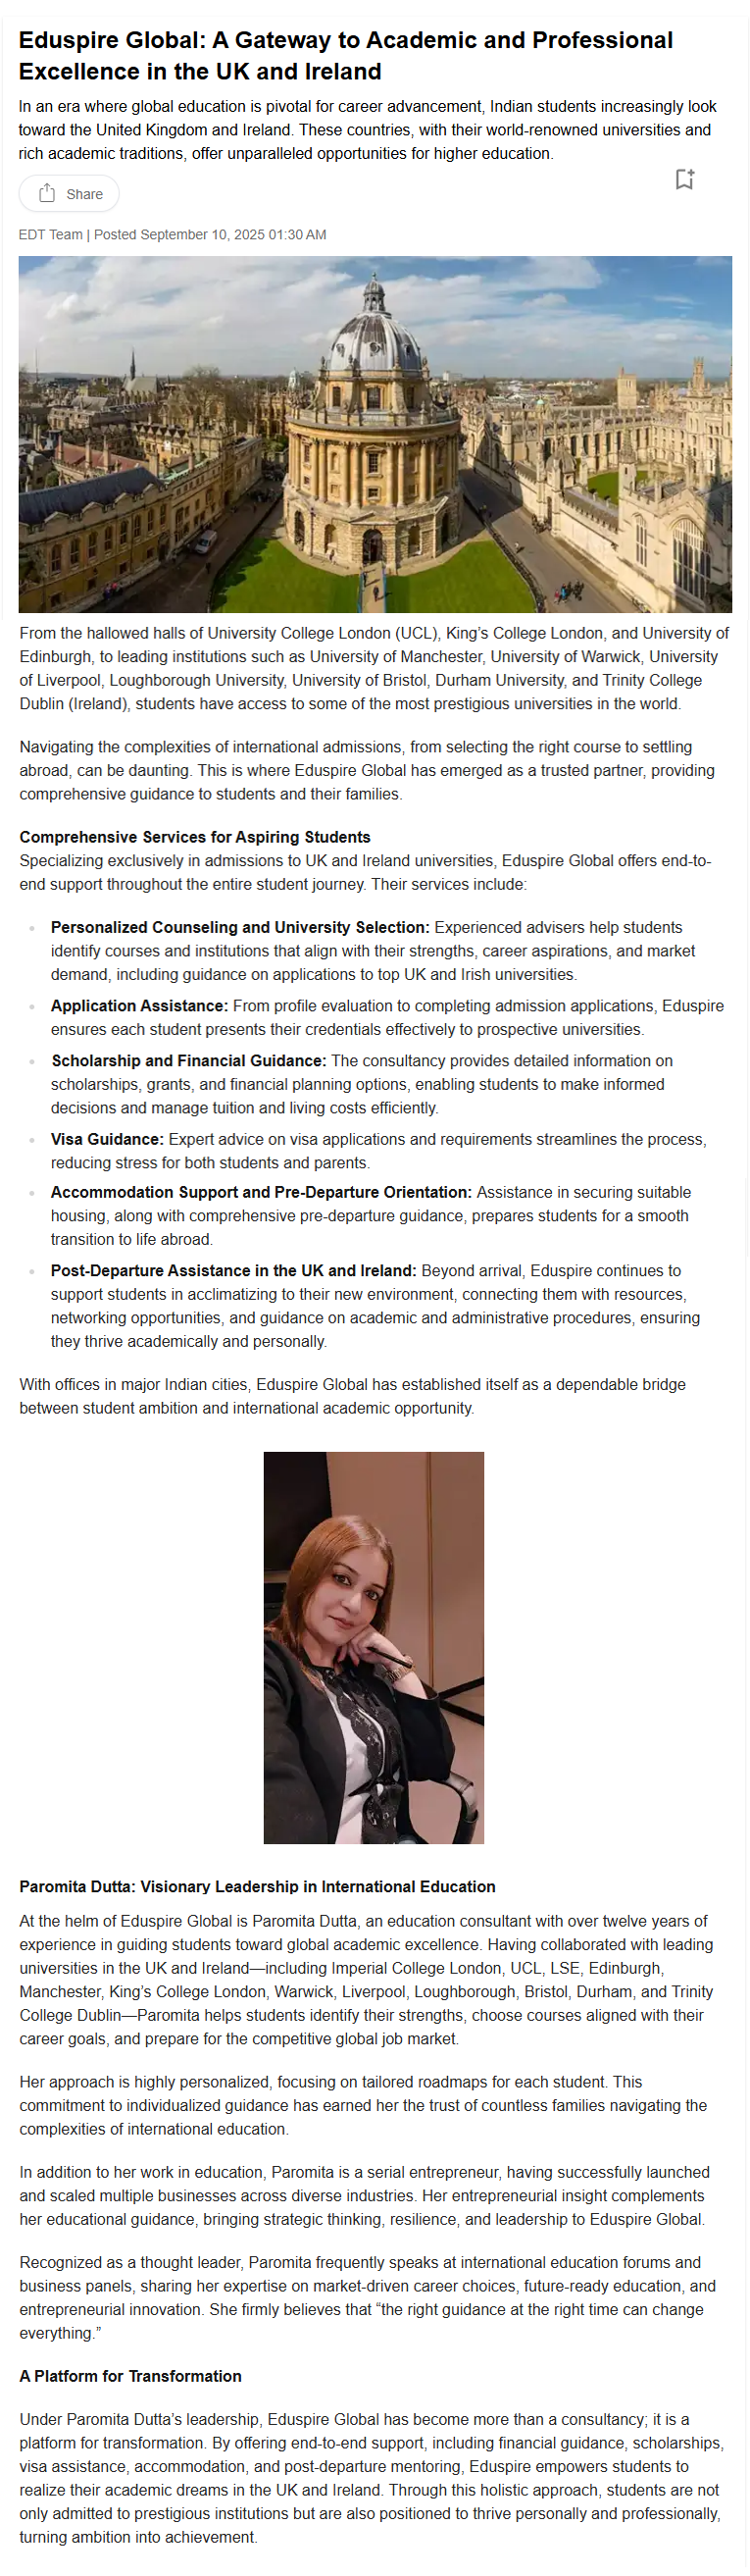 Eduspire Global: A Gateway to Academic and Professional
Excellence in the UK and Ireland
In an era where global education is pivotal for career advancement, Indian students increasingly look
toward the United Kingdom and Ireland. These countries, with their world-renowned universities and
rich academic traditions, offer unparalleled opportunities for higher education.
Share
EDT Team | Posted September 10, 2025 01:30 AM
From the hallowed halls of University College London (UCL), King’s College London, and University of
Edinburgh, to leading institutions such as University of Manchester, University of Warwick, University
of Liverpool, Loughborough University, University of Bristol, Durham University, and Trinity College
Dublin (Ireland), students have access to some of the most prestigious universities in the world.
Navigating the complexities of international admissions, from selecting the right course to settling
abroad, can be daunting. This is where Eduspire Global has emerged as a trusted partner, providing
comprehensive guidance to students and their families.
Comprehensive Services for Aspiring Students
Specializing exclusively in admissions to UK and Ireland universities, Eduspire Global offers end-to-
end support throughout the entire student journey. Their services include:
Personalized Counseling and University Selection: Experienced advisers help students
identify courses and institutions that align with their strengths, career aspirations, and market
demand, including guidance on applications to top UK and Irish universities.
Application Assistance: From profile evaluation to completing admission applications, Eduspire
ensures each student presents their credentials effectively to prospective universities.
Scholarship and Financial Guidance: The consultancy provides detailed information on
scholarships, grants, and financial planning options, enabling students to make informed
decisions and manage tuition and living costs efficiently.
Visa Guidance: Expert advice on visa applications and requirements streamlines the process,
reducing stress for both students and parents.
Accommodation Support and Pre-Departure Orientation: Assistance in securing suitable
housing, along with comprehensive pre-departure guidance, prepares students for a smooth
transition to life abroad.
Post-Departure Assistance in the UK and Ireland: Beyond arrival, Eduspire continues to
support students in acclimatizing to their new environment, connecting them with resources,
networking opportunities, and guidance on academic and administrative procedures, ensuring
they thrive academically and personally.
With offices in major Indian cities, Eduspire Global has established itself as a dependable bridge
between student ambition and international academic opportunity.
Paromita Dutta: Visionary Leadership in International Education
At the helm of Eduspire Global is Paromita Dutta, an education consultant with over twelve years of
experience in guiding students toward global academic excellence. Having collaborated with leading
universities in the UK and Ireland—including Imperial College London, UCL, LSE, Edinburgh,
Manchester, King’s College London, Warwick, Liverpool, Loughborough, Bristol, Durham, and Trinity
College Dublin—Paromita helps students identify their strengths, choose courses aligned with their
career goals, and prepare for the competitive global job market.
Her approach is highly personalized, focusing on tailored roadmaps for each student. This
commitment to individualized guidance has earned her the trust of countless families navigating the
complexities of international education.
In addition to her work in education, Paromita is a serial entrepreneur, having successfully launched
and scaled multiple businesses across diverse industries. Her entrepreneurial insight complements
her educational guidance, bringing strategic thinking, resilience, and leadership to Eduspire Global.
Recognized as a thought leader, Paromita frequently speaks at international education forums and
business panels, sharing her expertise on market-driven career choices, future-ready education, and
entrepreneurial innovation. She firmly believes that “the right guidance at the right time can change
everything.”
A Platform for Transformation
Under Paromita Dutta’s leadership, Eduspire Global has become more than a consultancy; it is a
platform for transformation. By offering end-to-end support, including financial guidance, scholarships,
visa assistance, accommodation, and post-departure mentoring, Eduspire empowers students to
realize their academic dreams in the UK and Ireland. Through this holistic approach, students are not
only admitted to prestigious institutions but are also positioned to thrive personally and professionally,
turning ambition into achievement.